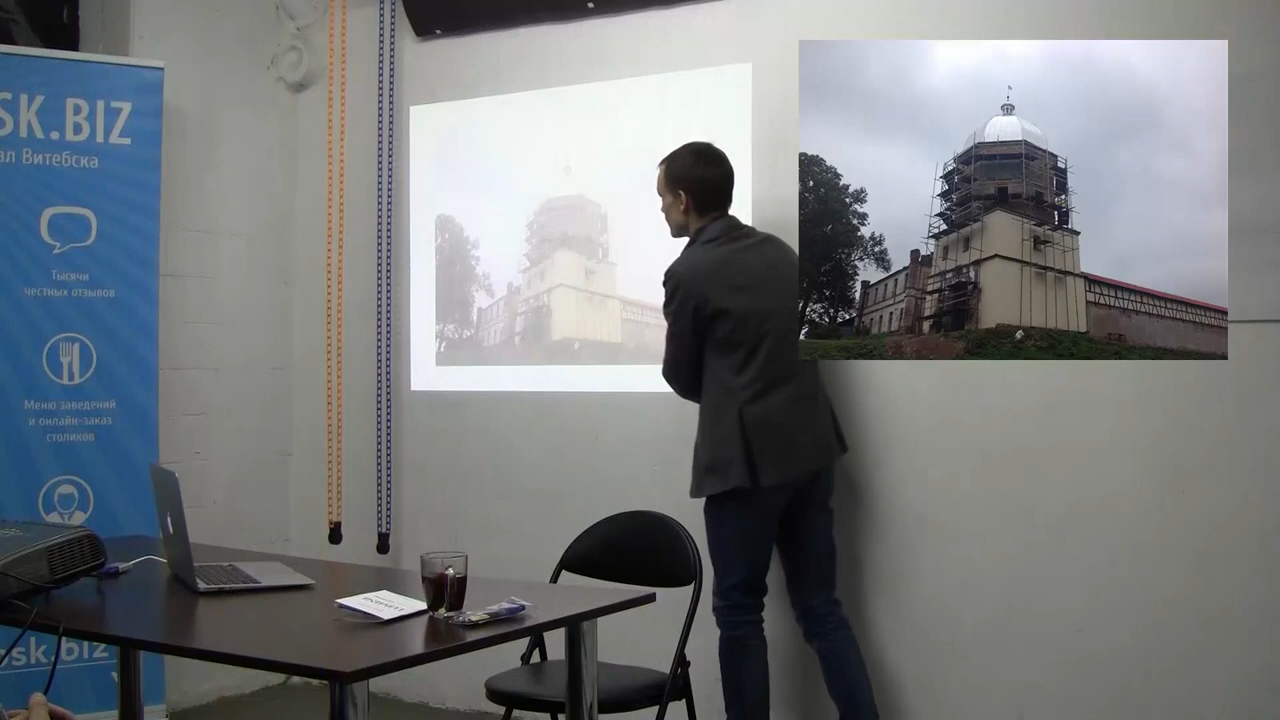 SK.BIZ
ал Витебска
Тысячи
честных отзывов
Меню заведений
и онлайн-заказ
столиков
sk.biz